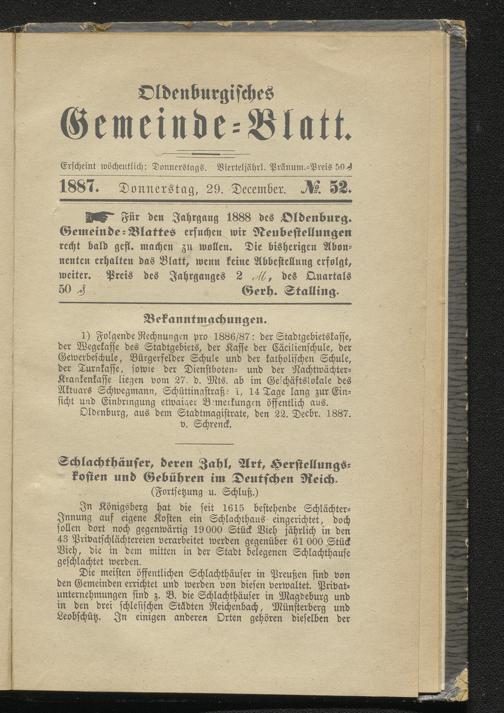 Oldenburgisches
Gemeinde=Blatt.
Erscheint wöchentlich: Donnerstags. Vierteljährl. Pränum.=Preis 50 ₰
1887. Donnerstag, 29. December. No. 52.
Für den Jahrgang 1888 des Oldenburg.
Gemeinde=Blattes ersuchen wir Neubestellungen
recht bald gefl. machen zu wollen. Die bisherigen Abon-
nenten erhalten das Blatt, wenn keine Abbestellung erfolgt,
weiter. Preis des Jahrganges 2 ℳ, des Quartals
50 ₰ Gerh. Stalling.
Bekanntmachungen.
1) Folgende Rechnungen pro 1886/87: der Stadtgebietskasse,
der Wegekasse des Stadtgebiets, der Kasse der Cäcilienschule, der
Gewerbeschule, Bürgerfelder Schule und der katholischen Schule,
der Turnkasse, sowie der Dienstboten- und der Nachtwächter-
Krankenkasse liegen vom 27. d. Mts. ab im Geschäftslokale des
Aktuars Schwegmann, Schüttingstraße 1, 14 Tage lang zur Ein-
sicht und Einbringung etwaiger Bemerkungen öffentlich aus.
Oldenburg, aus dem Stadtmagistrate, den 22. Decbr. 1887.
v. Schrenck.
Schlachthäuser, deren Zahl, Art, Herstellungs-
kosten und Gebühren im Deutschen Reich.
(Fortsetzung u. Schluß.)
In Königsberg hat die seit 1615 bestehende Schlächter-
Innung auf eigene Kosten ein Schlachthaus eingerichtet, doch
sollen dort noch gegenwärtig 19 000 Stück Vieh jährlich in den
43 Privatschlächtereien verarbeitet werden gegenüber 61 000 Stück
Vieh, die in dem mitten in der Stadt belegenen Schlachthause
geschlachtet werden.
Die meisten öffentlichen Schlachthäuser in Preußen sind von
den Gemeinden errichtet und werden von diesen verwaltet. Privat-
unternehmungen sind z. B. die Schlachthäuser in Magdeburg und
in den drei schlesischen Städten Reichenbach, Münsterberg und
Leobschütz. In einigen anderen Orten gehören dieselben der